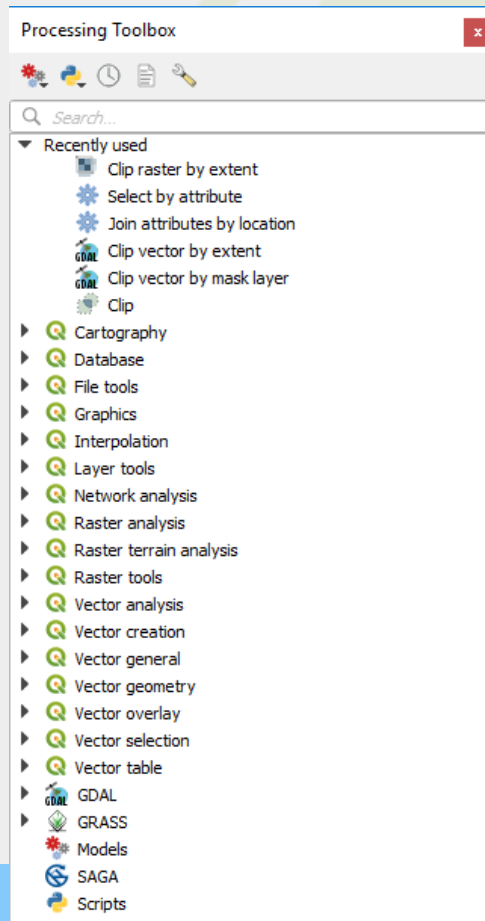 Processing Toolbox
x
Search...
Recently used
Clip raster by extent
Select by attribute
Join attributes by location
GDAL Clip vector by extent
GDAL Clip vector by mask layer
Clip
Cartography
Database
File tools
Graphics
Interpolation
Layer tools
Network analysis
Raster analysis
Raster terrain analysis
Raster tools
Vector analysis
Vector creation
Vector general
Vector geometry
Vector overlay
Vector selection
Vector table
GDAL GDAL
GRASS
Models
SAGA
Scripts